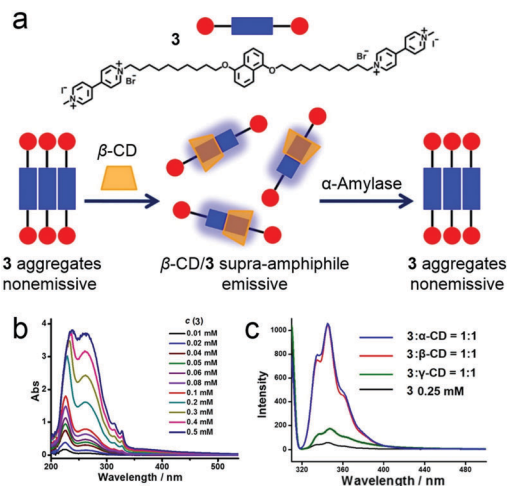 a
3
I⁻
N
+
N
+
Br⁻
O
O
Br⁻
N
+
N
+
I⁻
β-CD
α-Amylase
3 aggregates
nonemissive
β-CD/3 supra-amphiphile
emissive
3 aggregates
nonemissive
b
Abs
4
3
2
1
0
200 250 300 350 400 450 500
Wavelength / nm
c (3)
0.01 mM
0.02 mM
0.04 mM
0.05 mM
0.06 mM
0.08 mM
0.1 mM
0.2 mM
0.3 mM
0.4 mM
0.5 mM
c
Intensity
1000
800
600
400
200
0
320 360 400 440 480
Wavelength / nm
3:α-CD = 1:1
3:β-CD = 1:1
3:γ-CD = 1:1
3 0.25 mM